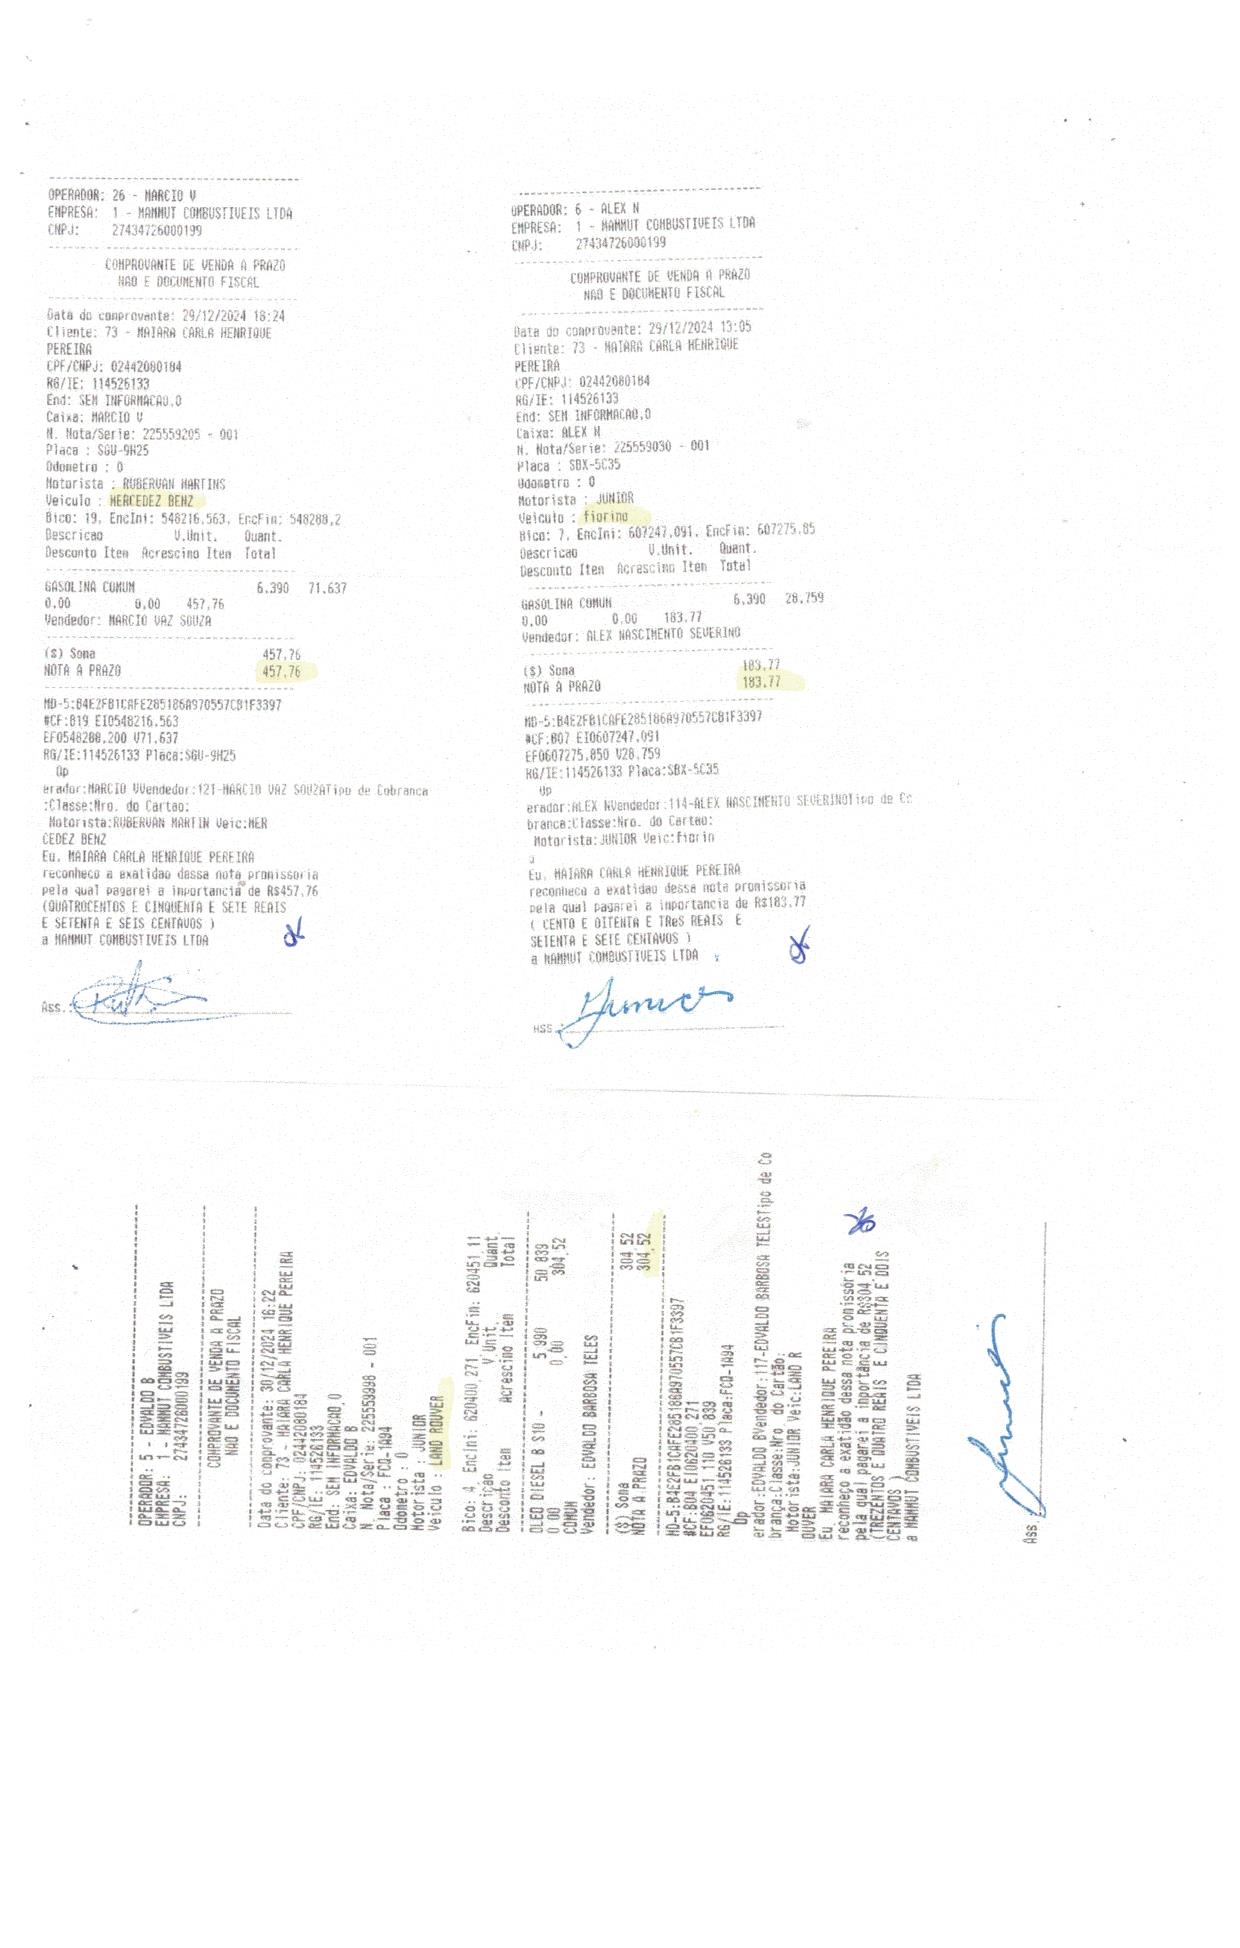 OPERADOR: 26 - MARCIO V
EMPRESA: 1 - MAMMUT COMBUSTIVEIS LTDA
CNPJ: 27434726000199
COMPROVANTE DE VENDA A PRAZO
NAO E DOCUMENTO FISCAL
Data do comprovante: 29/12/2024 18:24
Cliente: 73 - MAIARA CARLA HENRIQUE
PEREIRA
CPF/CNPJ: 02442080184
RG/IE: 114526133
End: SEM INFORMACAO,0
Caixa: MARCIO V
N. Nota/Serie: 225559205 - 001
Placa : SGU-9H25
Odometro : 0
Motorista : RUBERVAN MARTINS
Veiculo : MERCEDEZ BENZ
Bico: 19, EncIni: 548216,563, EncFin: 548288,2
Descricao V.Unit. Quant.
Desconto Item Acrescimo Item Total
GASOLINA COMUM 6,390 71,637
0,00 0,00 457,76
Vendedor: MARCIO VAZ SOUZA
($) Soma 457,76
NOTA A PRAZO 457,76
MD-5:B4E2FB1CAFE285186A970557CB1F3397
#CF:B19 EI0548216,563
EF0548288,200 V71,637
RG/IE:114526133 Placa:SGU-9H25
Op
erador:MARCIO VVendedor:121-MARCIO VAZ SOUZATipo de Cobranca
:Classe:Nro. do Cartao:
Motorista:RUBERVAN MARTIN Veic:MER
CEDEZ BENZ
Eu, MAIARA CARLA HENRIQUE PEREIRA
reconheco a exatidao dessa nota promissoria
pela qual pagarei a importancia de R$457,76
(QUATROCENTOS E CINQUENTA E SETE REAIS
E SETENTA E SEIS CENTAVOS )
a MAMMUT COMBUSTIVEIS LTDA
Ass.:
OPERADOR: 6 - ALEX N
EMPRESA: 1 - MAMMUT COMBUSTIVEIS LTDA
CNPJ: 27434726000199
COMPROVANTE DE VENDA A PRAZO
NAO E DOCUMENTO FISCAL
Data do comprovante: 29/12/2024 13:05
Cliente: 73 - MAIARA CARLA HENRIQUE
PEREIRA
CPF/CNPJ: 02442080184
RG/IE: 114526133
End: SEM INFORMACAO,0
Caixa: ALEX N
N. Nota/Serie: 225559030 - 001
Placa : SBX-5C35
Odometro : 0
Motorista : JUNIOR
Veiculo : fiorino
Bico: 7, EncIni: 607247,091, EncFin: 607275,85
Descricao V.Unit. Quant.
Desconto Item Acrescimo Item Total
GASOLINA COMUM 6,390 28,759
0,00 0,00 183,77
Vendedor: ALEX NASCIMENTO SEVERINO
($) Soma 183,77
NOTA A PRAZO 183,77
MD-5:B4E2FB1CAFE285186A970557CB1F3397
#CF:B07 EI0607247,091
EF0607275,850 V28,759
RG/IE:114526133 Placa:SBX-5C35
Op
erador:ALEX NVendedor:114-ALEX NASCIMENTO SEVERINOTipo de Co
branca:Classe:Nro. do Cartao:
Motorista:JUNIOR Veic:fiorin
o
Eu, MAIARA CARLA HENRIQUE PEREIRA
reconheco a exatidao dessa nota promissoria
pela qual pagarei a importancia de R$183,77
( CENTO E OITENTA E TReS REAIS E
SETENTA E SETE CENTAVOS )
a MAMMUT COMBUSTIVEIS LTDA
Ass.: Junior
OPERADOR: 5 - EDVALDO B
EMPRESA: 1 - MAMMUT COMBUSTIVEIS LTDA
CNPJ: 27434726000199
COMPROVANTE DE VENDA A PRAZO
NAO E DOCUMENTO FISCAL
Data do comprovante: 30/12/2024 16:22
Cliente: 73 - MAIARA CARLA HENRIQUE PEREIRA
CPF/CNPJ: 02442080184
RG/IE: 114526133
End: SEM INFORMACAO,0
Caixa: EDVALDO B
N. Nota/Serie: 225559998 - 001
Placa : FCQ-1A94
Odometro : 0
Motorista : JUNIOR
Veiculo : LAND ROUVER
Bico: 4, EncIni: 620400,271, EncFin: 620451,11
Descrição V.Unit. Quant.
Desconto Item Acrescimo Item Total
OLEO DIESEL B S10 - 5,990 50,839
0,00 0,00 304,52
COMUM
Vendedor : EDVALDO BARBOSA TELES
($) Soma 304,52
NOTA A PRAZO 304,52
MD-5:B4E2FB1CAFE285186A970557CB1F3397
#CF:B04 EI0620400,271
EF0620451,110 V50,839
RG/IE:114526133 Placa:FCQ-1A94
Op
erador:EDVALDO BVendedor:117-EDVALDO BARBOSA TELESTipo de Co
brança:Classe:Nro do Cartão:
Motorista:JUNIOR Veic:LAND R
OUVER
Eu, MAIARA CARLA HENRIQUE PEREIRA
reconheço a exatidão dessa nota promissória
pela qual pagarei a importância de R$304,52
(TREZENTOS E QUATRO REAIS E CINQUENTA E DOIS
CENTAVOS )
a MAMMUT COMBUSTIVEIS LTDA
Ass.: Junior